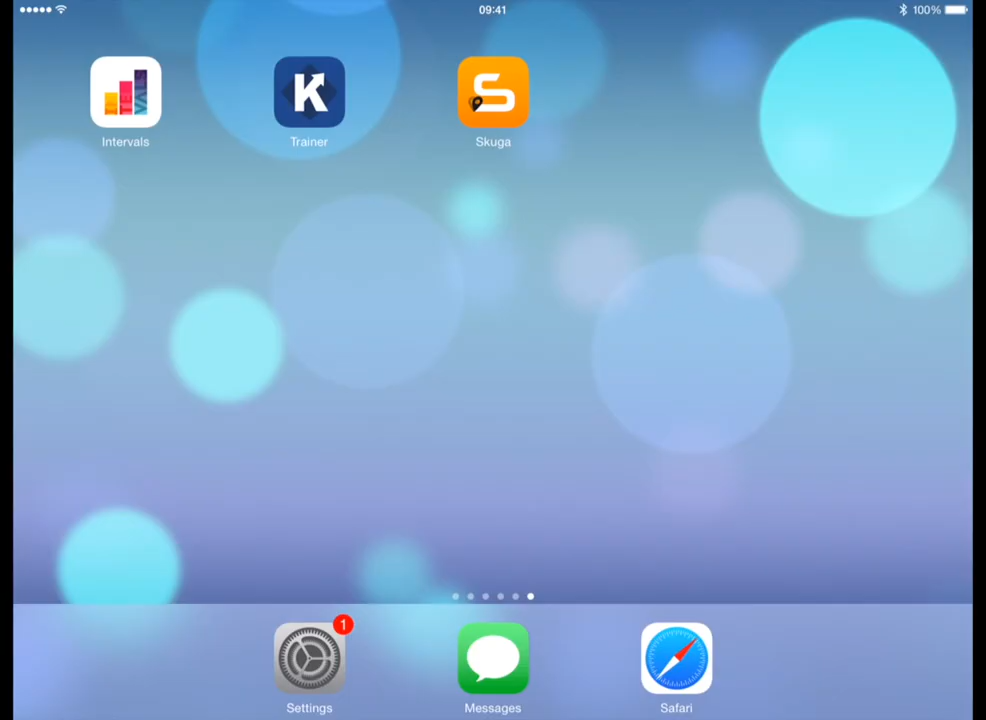 09:41
100%
K
S
Intervals
Trainer
Skuga
1
Settings
Messages
Safari